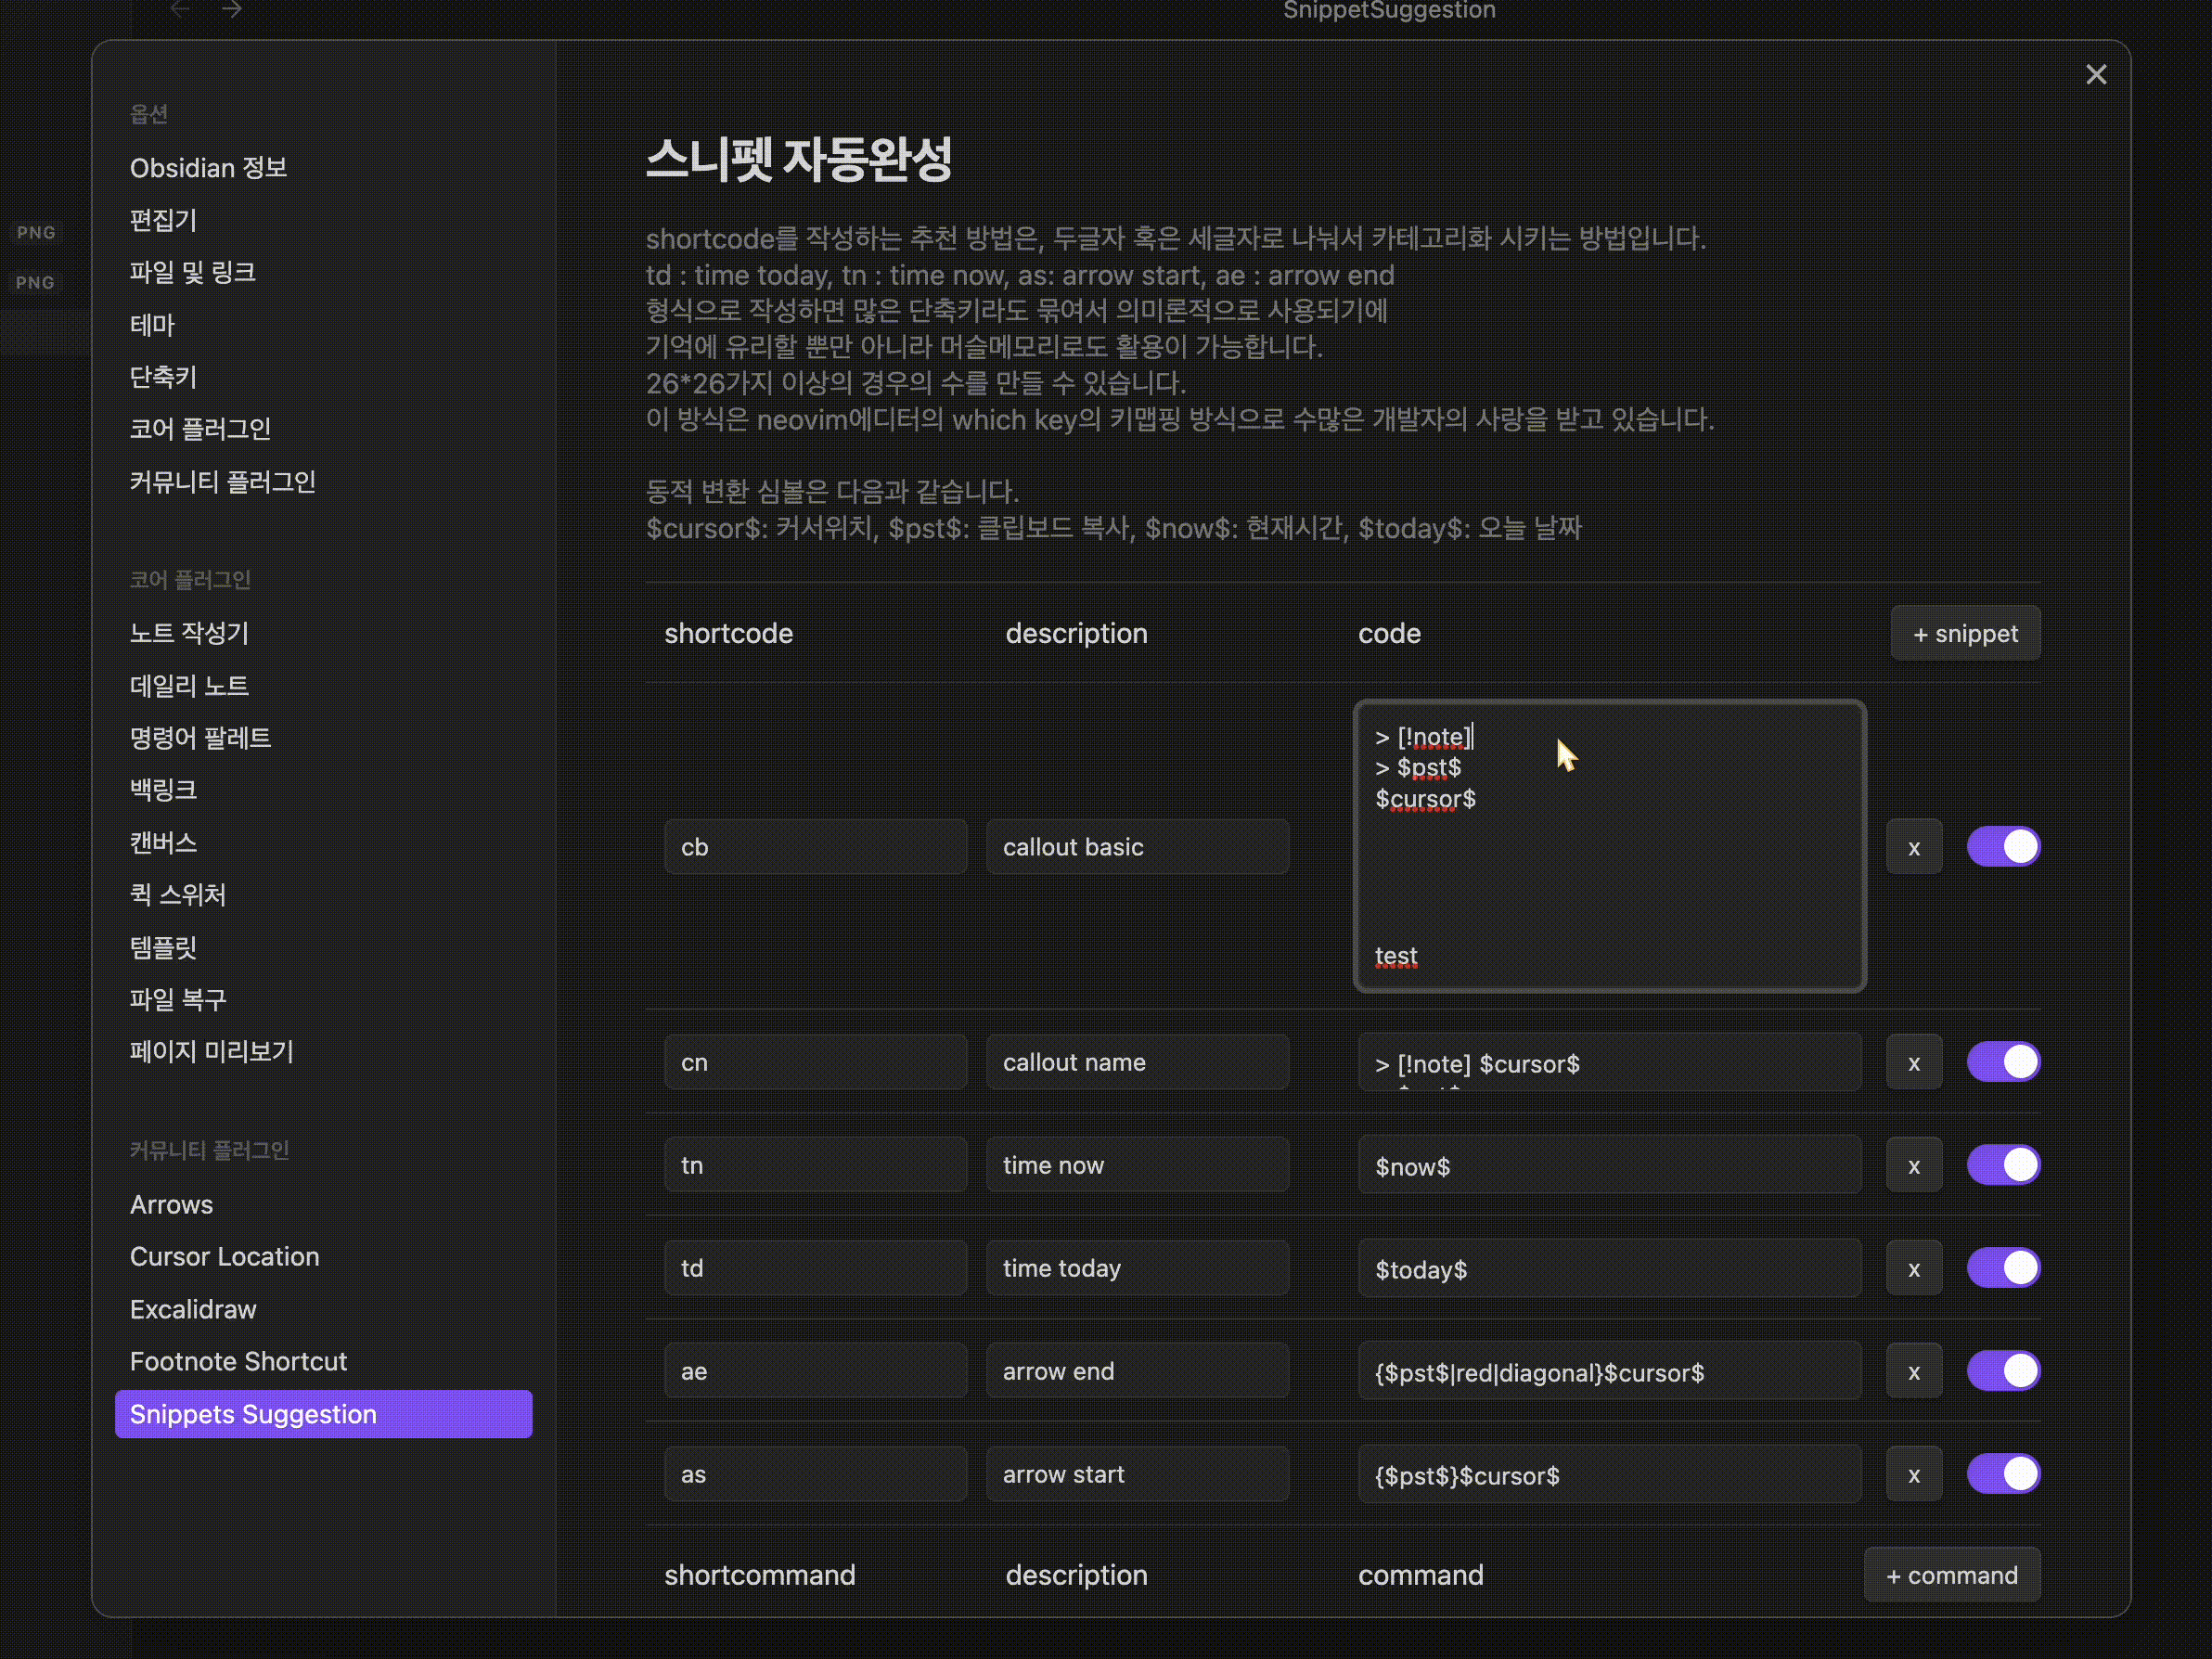 SnippetSuggestion
PNG
PNG
옵션
Obsidian 정보
편집기
파일 및 링크
테마
단축키
코어 플러그인
커뮤니티 플러그인
코어 플러그인
노트 작성기
데일리 노트
명령어 팔레트
백링크
캔버스
퀵 스위처
템플릿
파일 복구
페이지 미리보기
커뮤니티 플러그인
Arrows
Cursor Location
Excalidraw
Footnote Shortcut
Snippets Suggestion
스니펫 자동완성
shortcode를 작성하는 추천 방법은, 두글자 혹은 세글자로 나눠서 카테고리화 시키는 방법입니다.
td : time today, tn : time now, as: arrow start, ae : arrow end
형식으로 작성하면 많은 단축키라도 묶여서 의미론적으로 사용되기에
기억에 유리할 뿐만 아니라 머슬메모리로도 활용이 가능합니다.
26*26가지 이상의 경우의 수를 만들 수 있습니다.
이 방식은 neovim에디터의 which key의 키맵핑 방식으로 수많은 개발자의 사랑을 받고 있습니다.
동적 변환 심볼은 다음과 같습니다.
$cursor$: 커서위치, $pst$: 클립보드 복사, $now$: 현재시간, $today$: 오늘 날짜
shortcode description code + snippet
> [!note]
> $pst$
$cursor$
cb callout basic x
test
cn callout name > [!note] $cursor$ x
tn time now $now$ x
td time today $today$ x
ae arrow end {$pst$|red|diagonal}$cursor$ x
as arrow start {$pst$}$cursor$ x
shortcommand description command + command